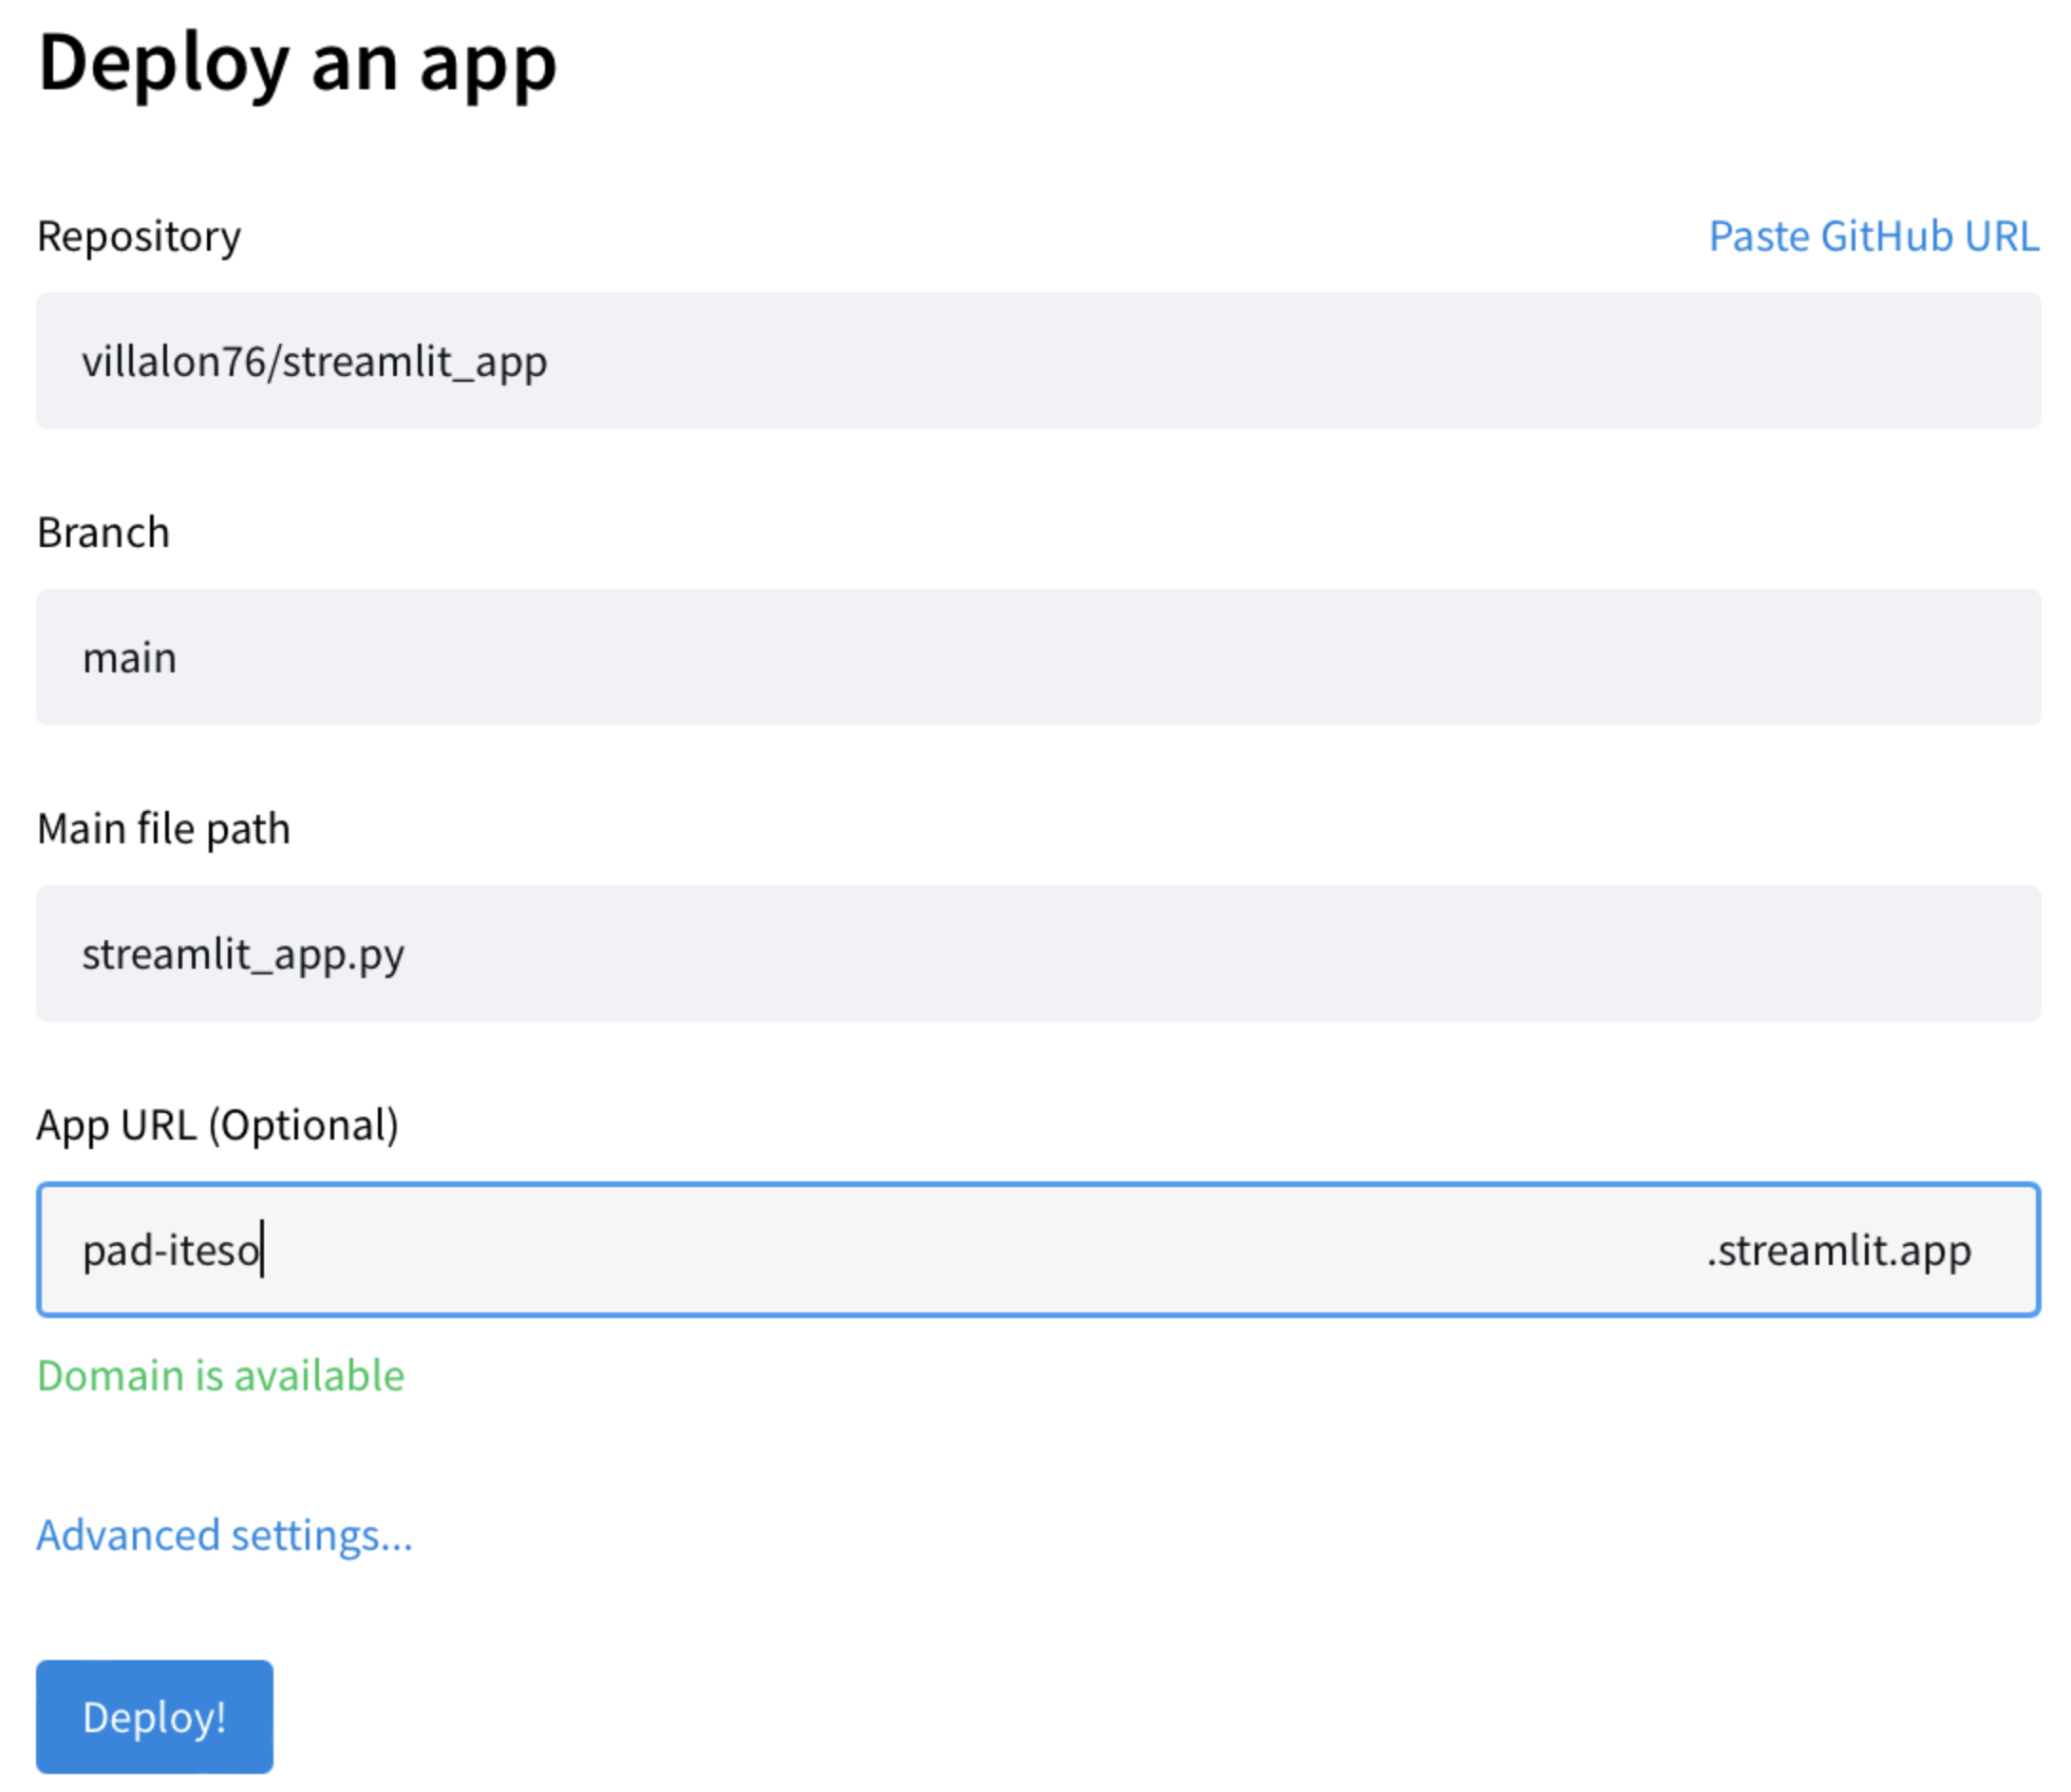 Deploy an app
Repository Paste GitHub URL
villalon76/streamlit_app
Branch
main
Main file path
streamlit_app.py
App URL (Optional)
pad-iteso .streamlit.app
Domain is available
Advanced settings...
Deploy!